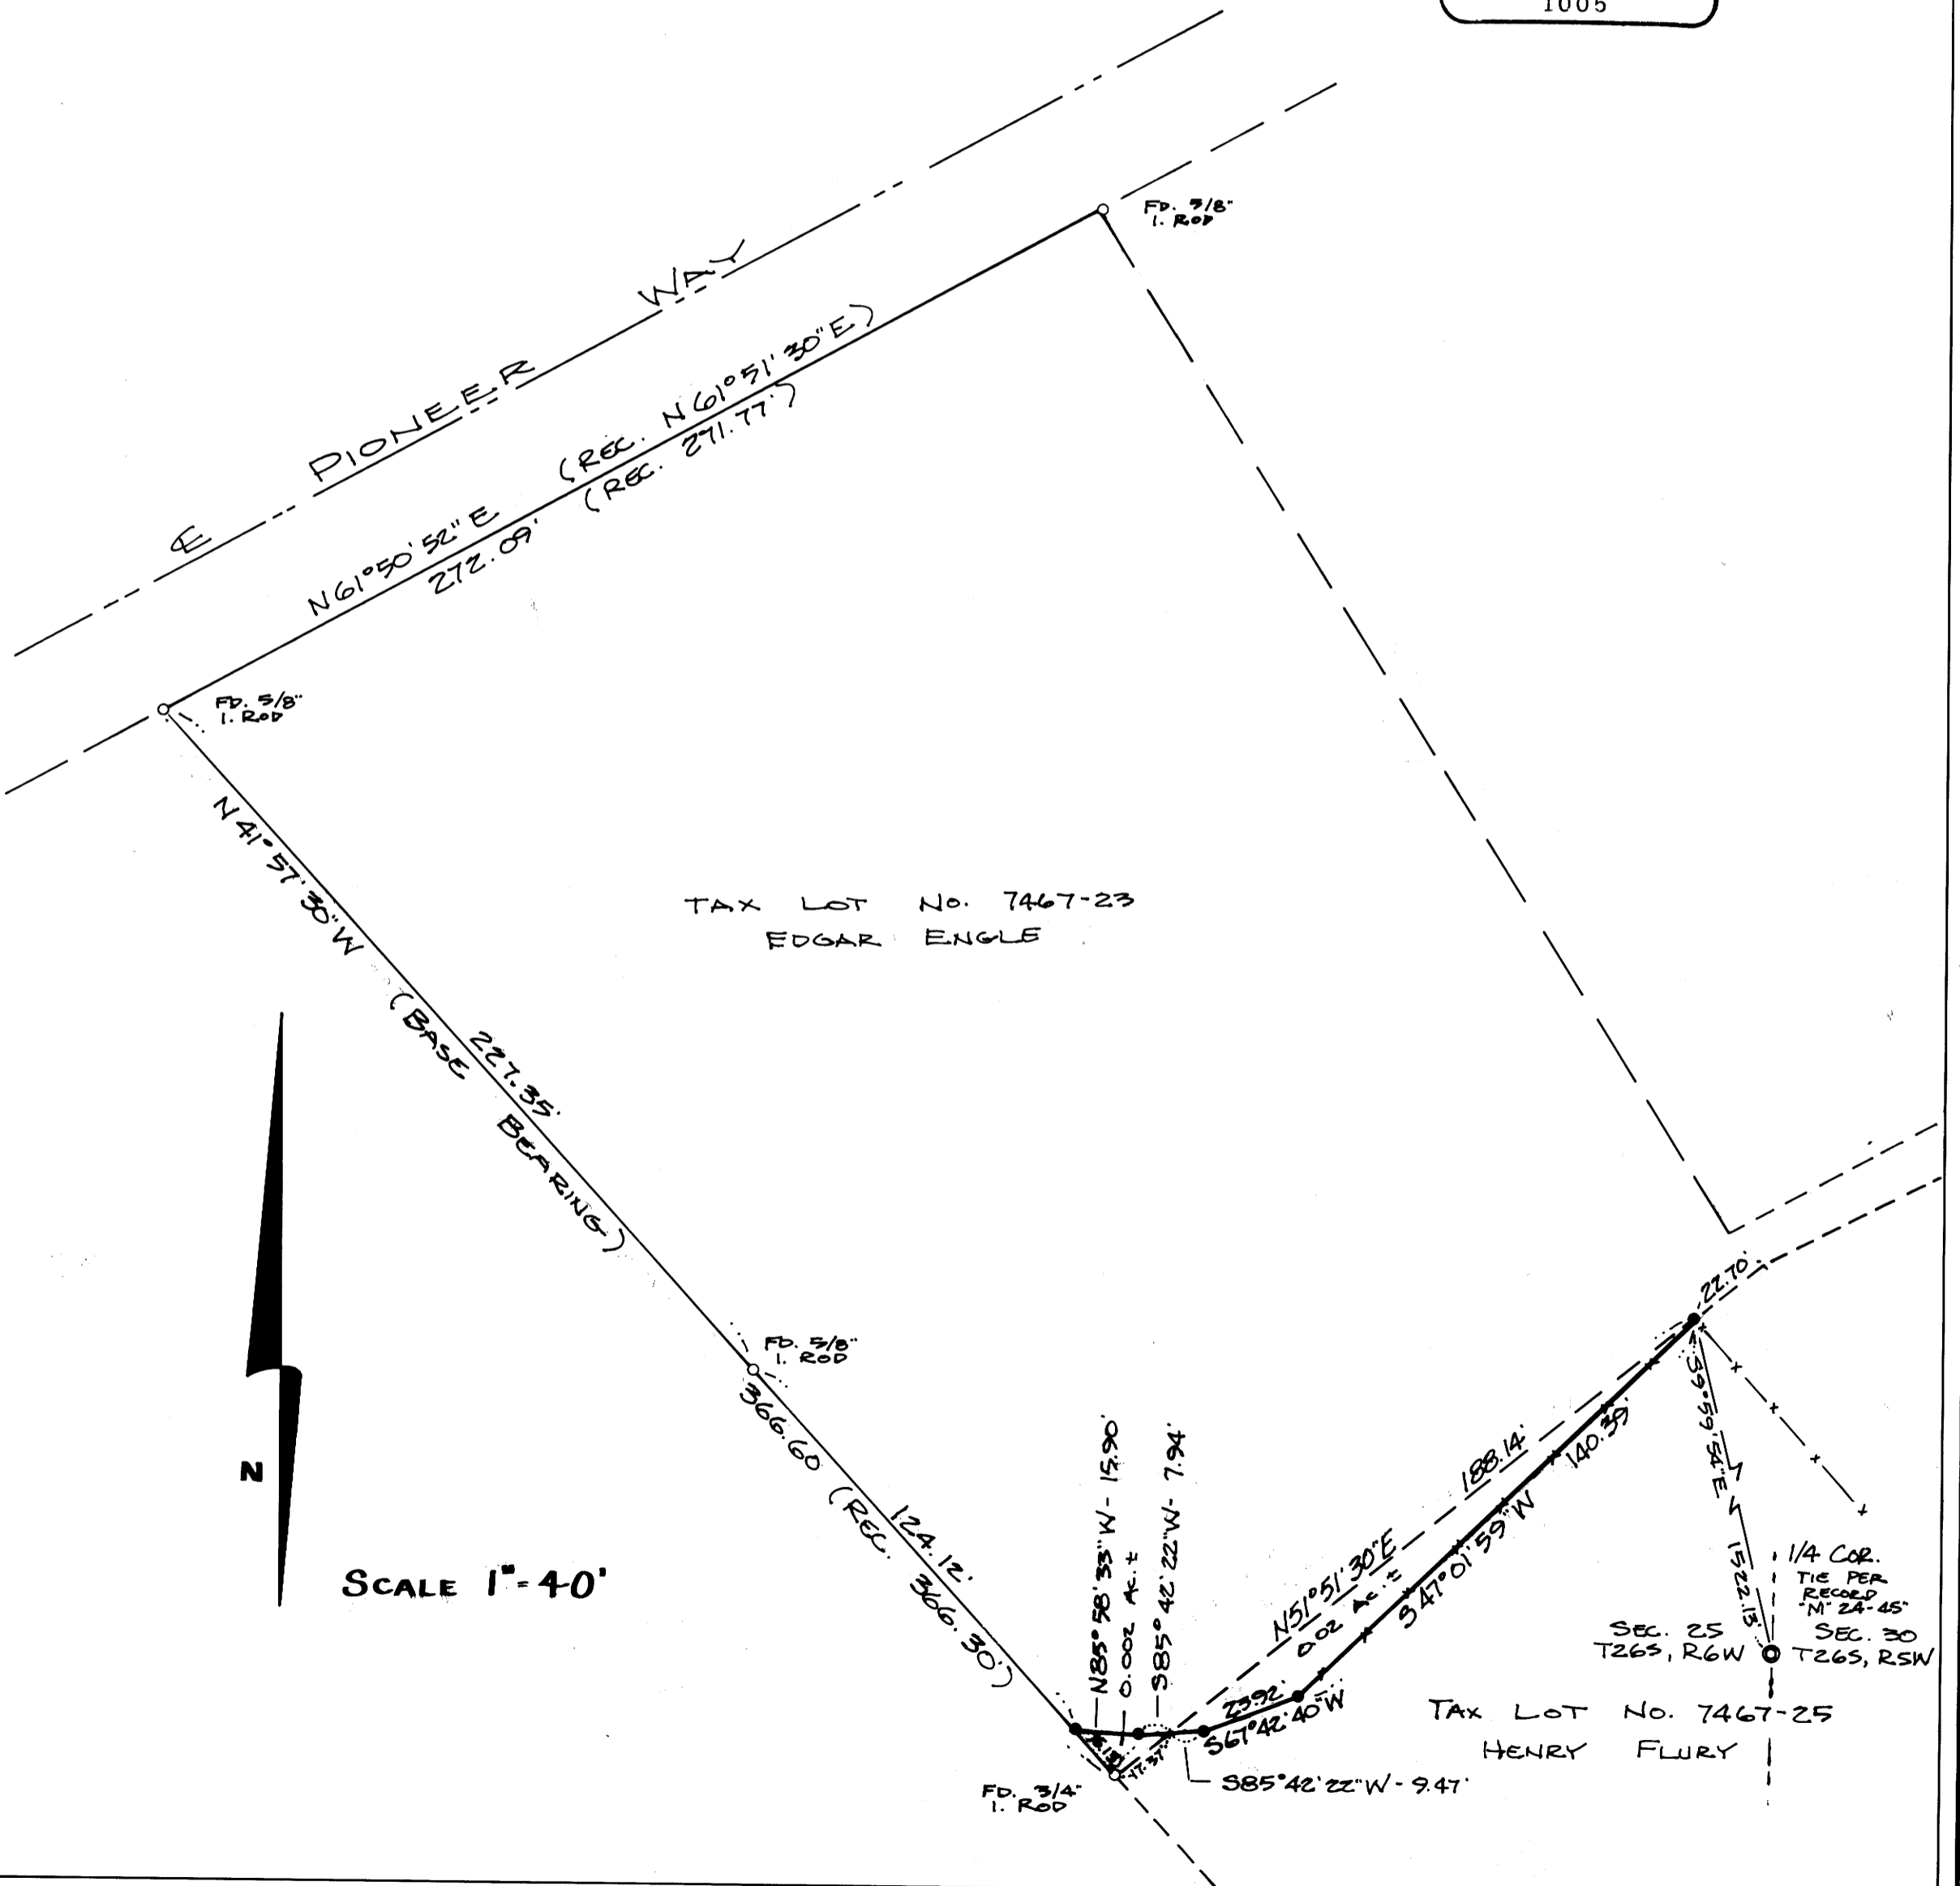 1005
FD. 5/8"
I. ROD
℄ PIONEER WAY
(REC. N61°51'30"E)
(REC. 271.77')
N61°50'52"E
272.09'
FD. 5/8"
I. ROD
N41°57'30"W (BASE BEARING)
227.35'
TAX LOT No. 7467-23
EDGAR ENGLE
FD. 5/8"
I. ROD
366.60 (REC. 366.30')
124.12'
N
SCALE 1"=40'
N85°58'33"W - 15.90'
0.002 Ac.±
S85°42'22"W - 7.94'
22.70'
188.14'
N51°51'30"E
0.02 Ac.±
140.39'
S47°01'59"W
23.92'
S67°42'40"W
S9°59'54"E
1522.13'
1/4 COR.
TIE PER
RECORD
"M" 24-45"
SEC. 25
T26S, R6W
SEC. 30
T26S, R5W
TAX LOT No. 7467-25
HENRY FLURY
17.37'
S85°42'22"W - 9.47'
FD. 3/4"
I. ROD